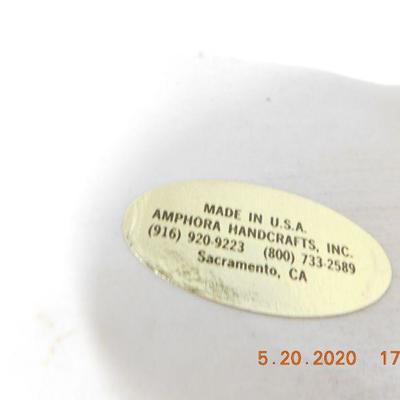 MADE IN U.S.A.
AMPHORA HANDCRAFTS, INC.
(916) 920-9223 (800) 733-2589
Sacramento, CA
5.20.2020 17